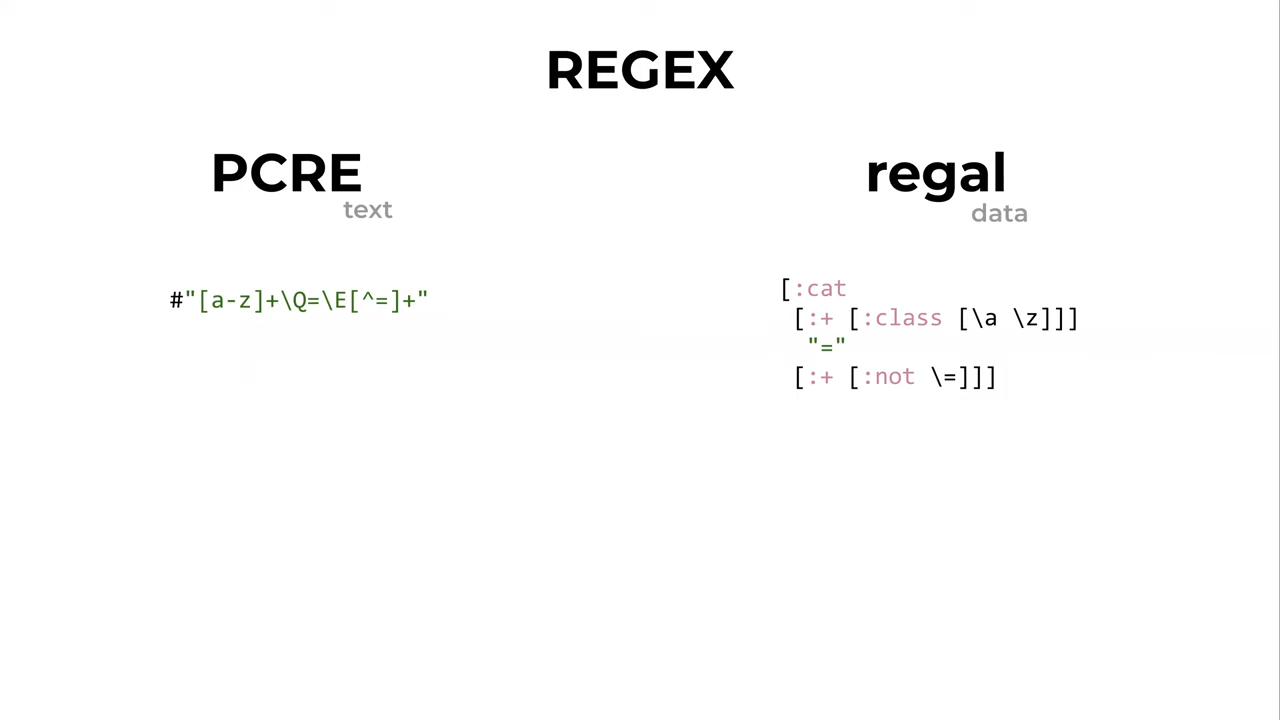 REGEX
PCRE
text
#"[a-z]+\Q=\E[^=]+"
regal
data
[:cat
 [:+ [:class [\a \z]]]
  "="
 [:+ [:not \=]]]